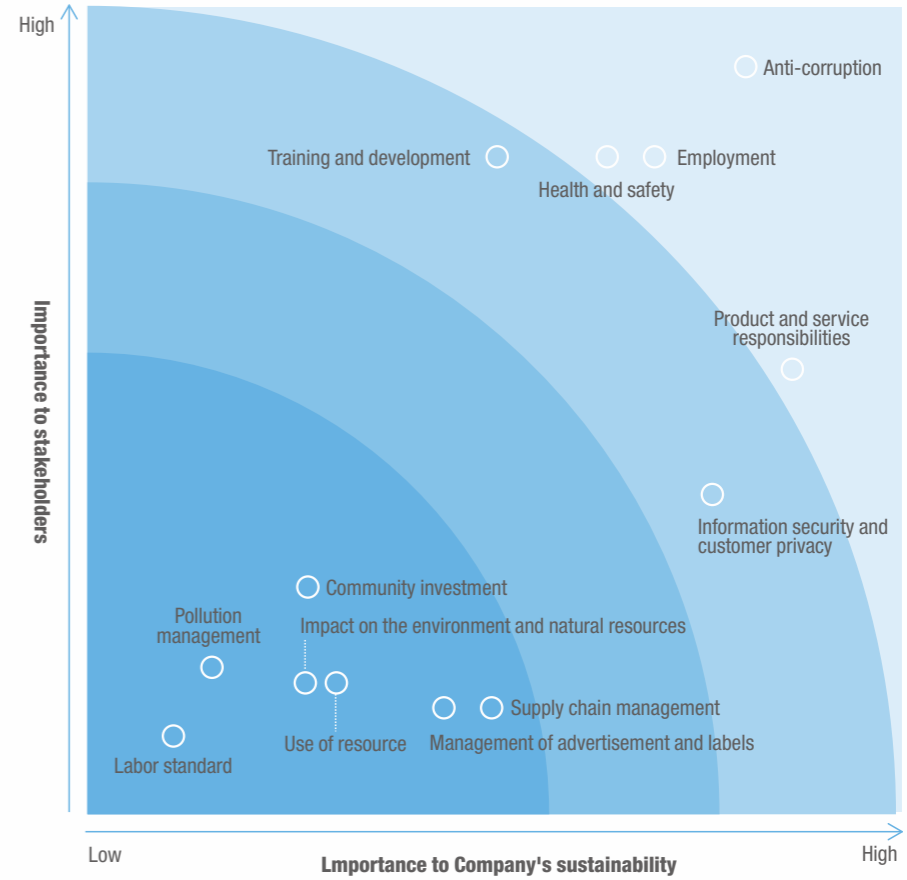 High
Anti-corruption
Training and development
Employment
Health and safety
Product and service
responsibilities
Importance to stakeholders
Information security and
customer privacy
Community investment
Pollution
management
Impact on the environment and natural resources
Supply chain management
Use of resource
Management of advertisement and labels
Labor standard
Low
Lmportance to Company's sustainability
High